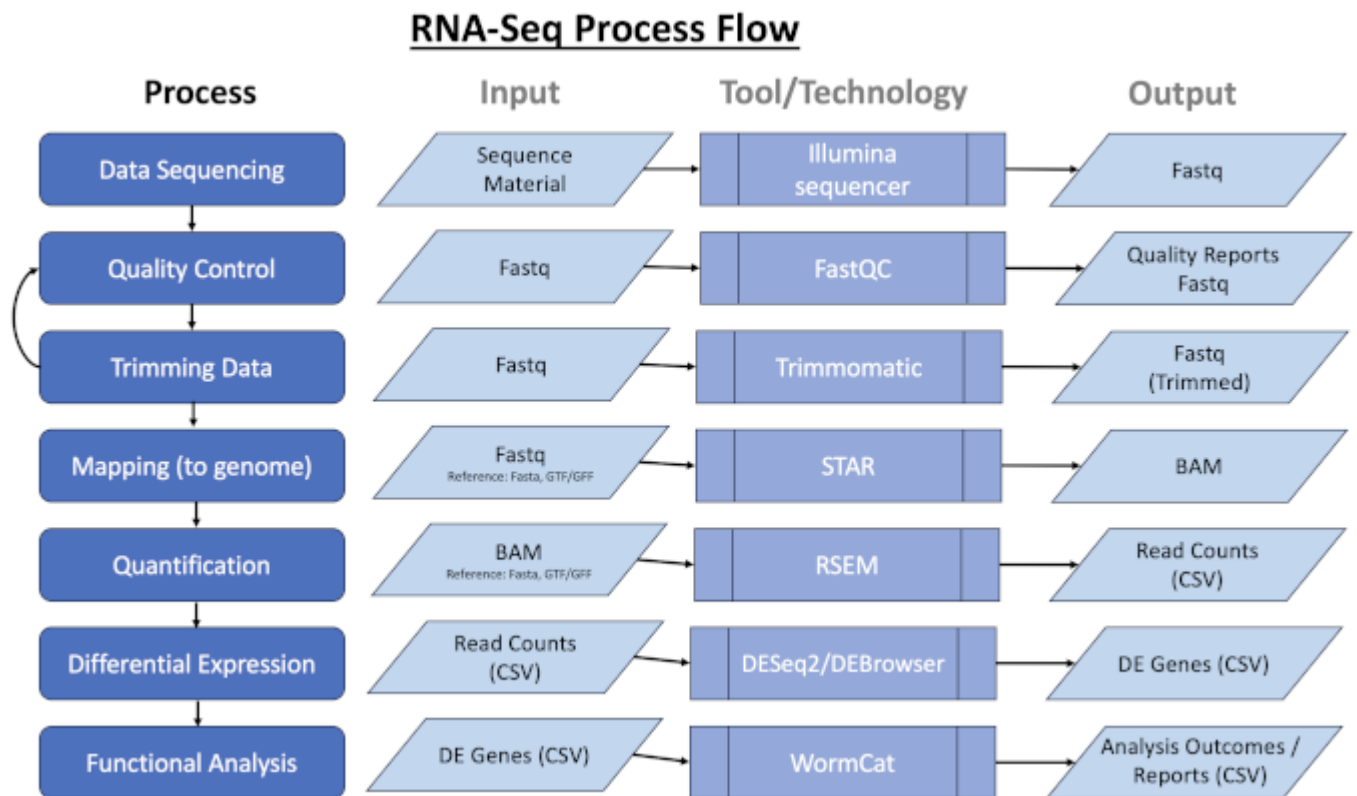 RNA-Seq Process Flow
Process Input Tool/Technology Output
Data Sequencing
Sequence
Material
Illumina
sequencer
Fastq
Quality Control
Fastq
FastQC
Quality Reports
Fastq
Trimming Data
Fastq
Trimmomatic
Fastq
(Trimmed)
Mapping (to genome)
Fastq
Reference: Fasta, GTF/GFF
STAR
BAM
Quantification
BAM
Reference: Fasta, GTF/GFF
RSEM
Read Counts
(CSV)
Differential Expression
Read Counts
(CSV)
DESeq2/DEBrowser
DE Genes (CSV)
Functional Analysis
DE Genes (CSV)
WormCat
Analysis Outcomes /
Reports (CSV)